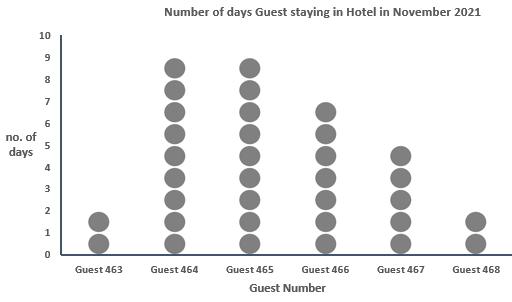 Number of days Guest staying in Hotel in November 2021
10
9
8
7
6
no. of
days
5
4
3
2
1
0
Guest 463 Guest 464 Guest 465 Guest 466 Guest 467 Guest 468
Guest Number